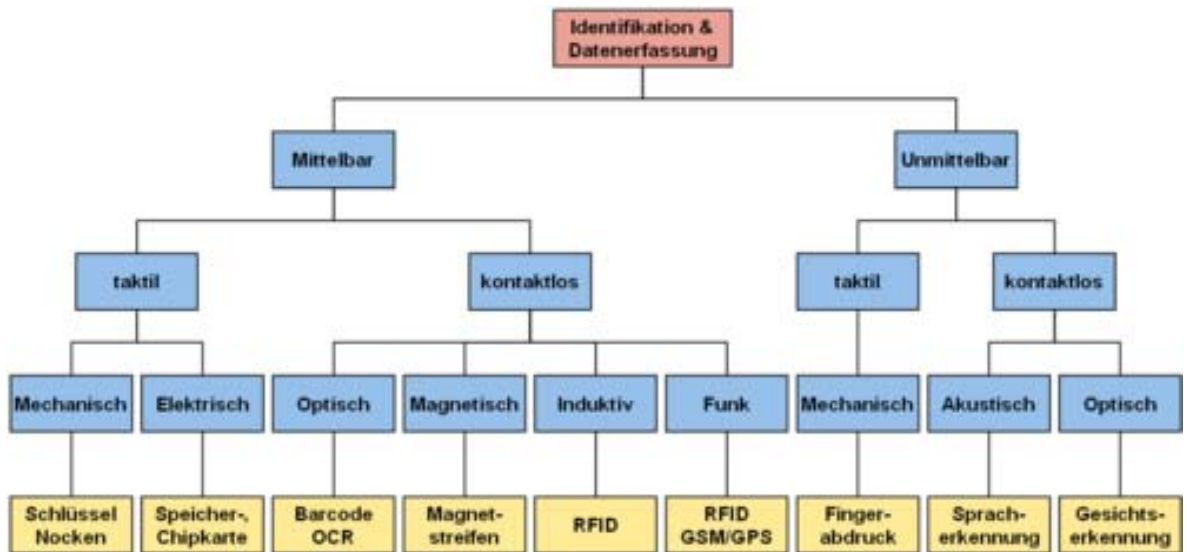 Identifikation &
Datenerfassung
Mittelbar
Unmittelbar
taktil
kontaktlos
taktil
kontaktlos
Mechanisch
Elektrisch
Optisch
Magnetisch
Induktiv
Funk
Mechanisch
Akustisch
Optisch
Schlüssel
Nocken
Speicher-,
Chipkarte
Barcode
OCR
Magnet-
streifen
RFID
RFID
GSM/GPS
Finger-
abdruck
Sprach-
erkennung
Gesichts-
erkennung